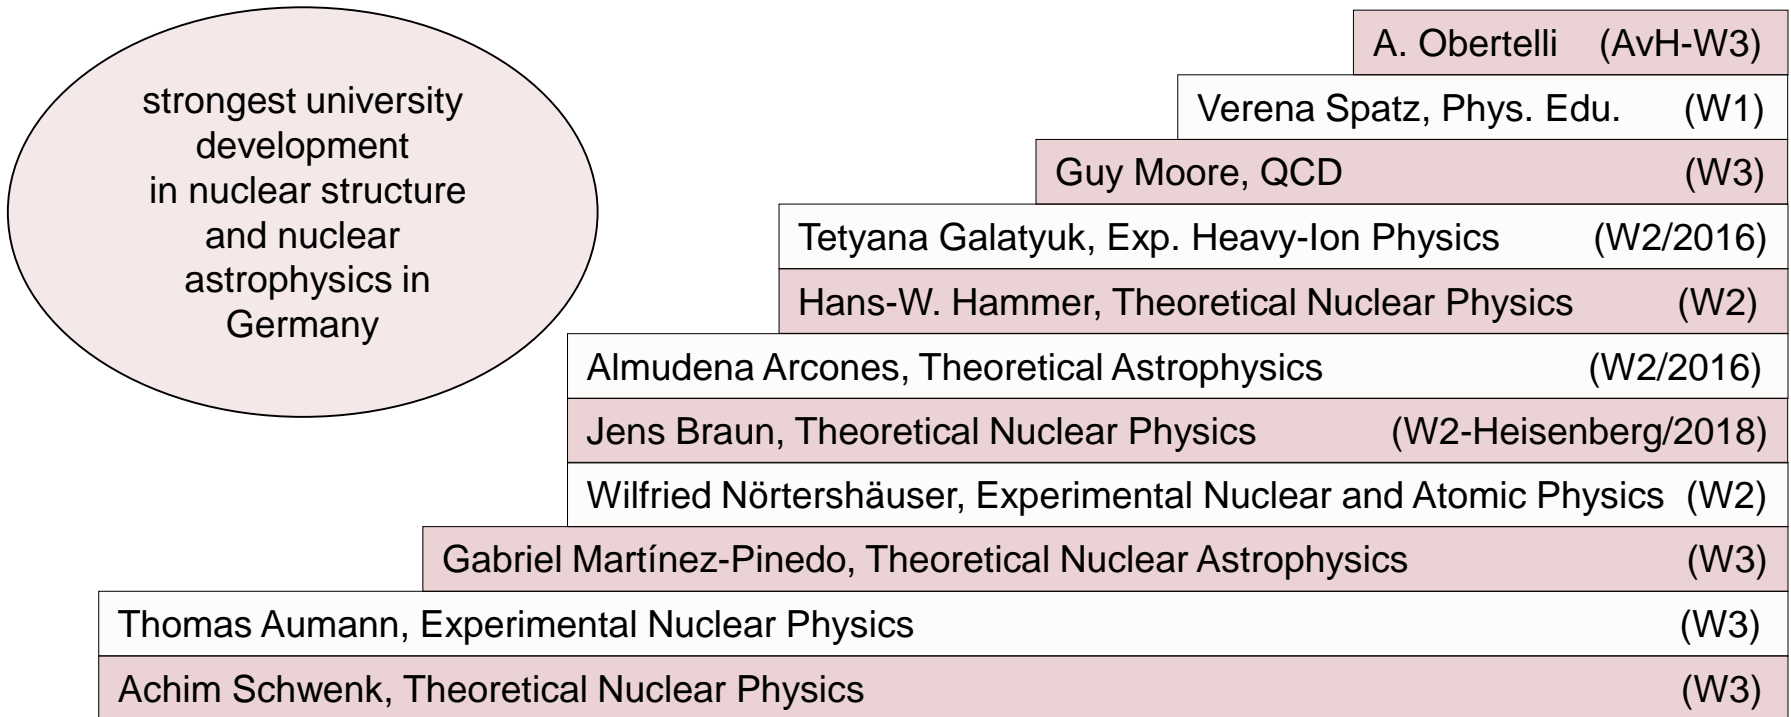 strongest university
development
in nuclear structure
and nuclear
astrophysics in
Germany
A. Obertelli (AvH-W3)
Verena Spatz, Phys. Edu. (W1)
Guy Moore, QCD (W3)
Tetyana Galatyuk, Exp. Heavy-Ion Physics (W2/2016)
Hans-W. Hammer, Theoretical Nuclear Physics (W2)
Almudena Arcones, Theoretical Astrophysics (W2/2016)
Jens Braun, Theoretical Nuclear Physics (W2-Heisenberg/2018)
Wilfried Nörtershäuser, Experimental Nuclear and Atomic Physics (W2)
Gabriel Martínez-Pinedo, Theoretical Nuclear Astrophysics (W3)
Thomas Aumann, Experimental Nuclear Physics (W3)
Achim Schwenk, Theoretical Nuclear Physics (W3)